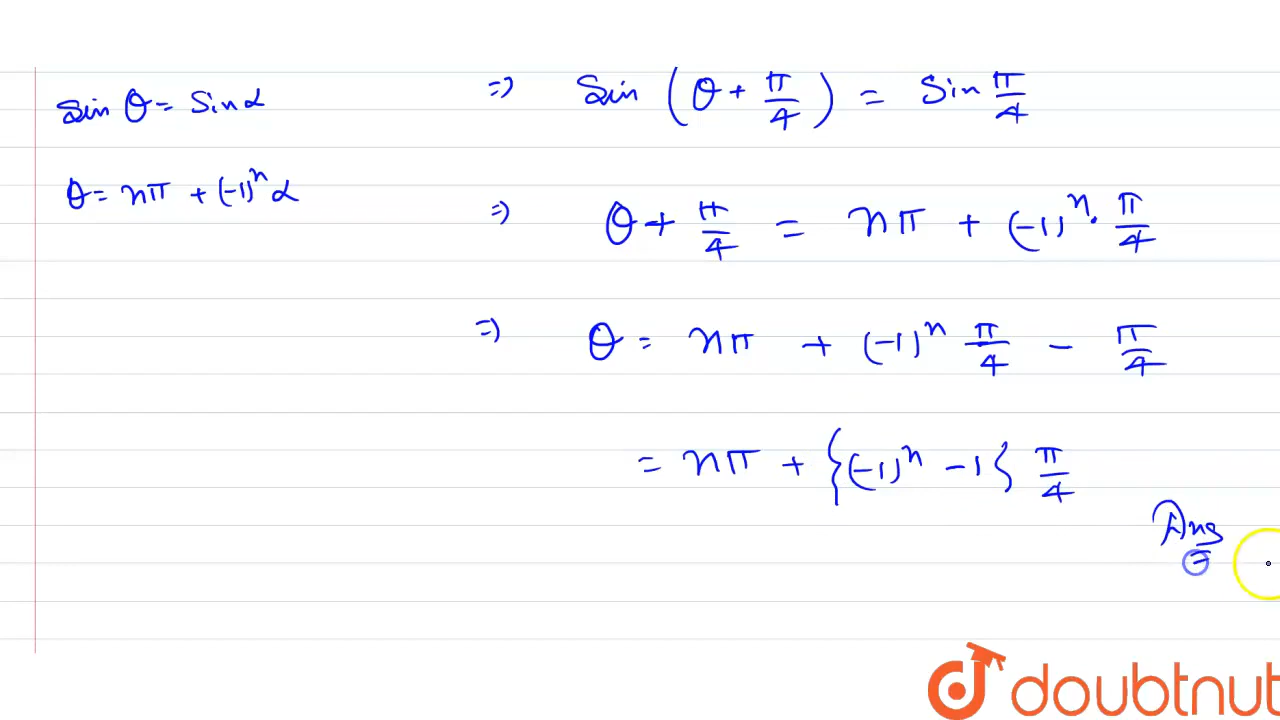 sin θ = sin α
θ = nπ + (-1)^n α
⇒ sin (θ + π/4) = sin π/4
⇒ θ + π/4 = nπ + (-1)^n · π/4
⇒ θ = nπ + (-1)^n π/4 - π/4
= nπ + {(-1)^n - 1} π/4
Ans
doubtnut